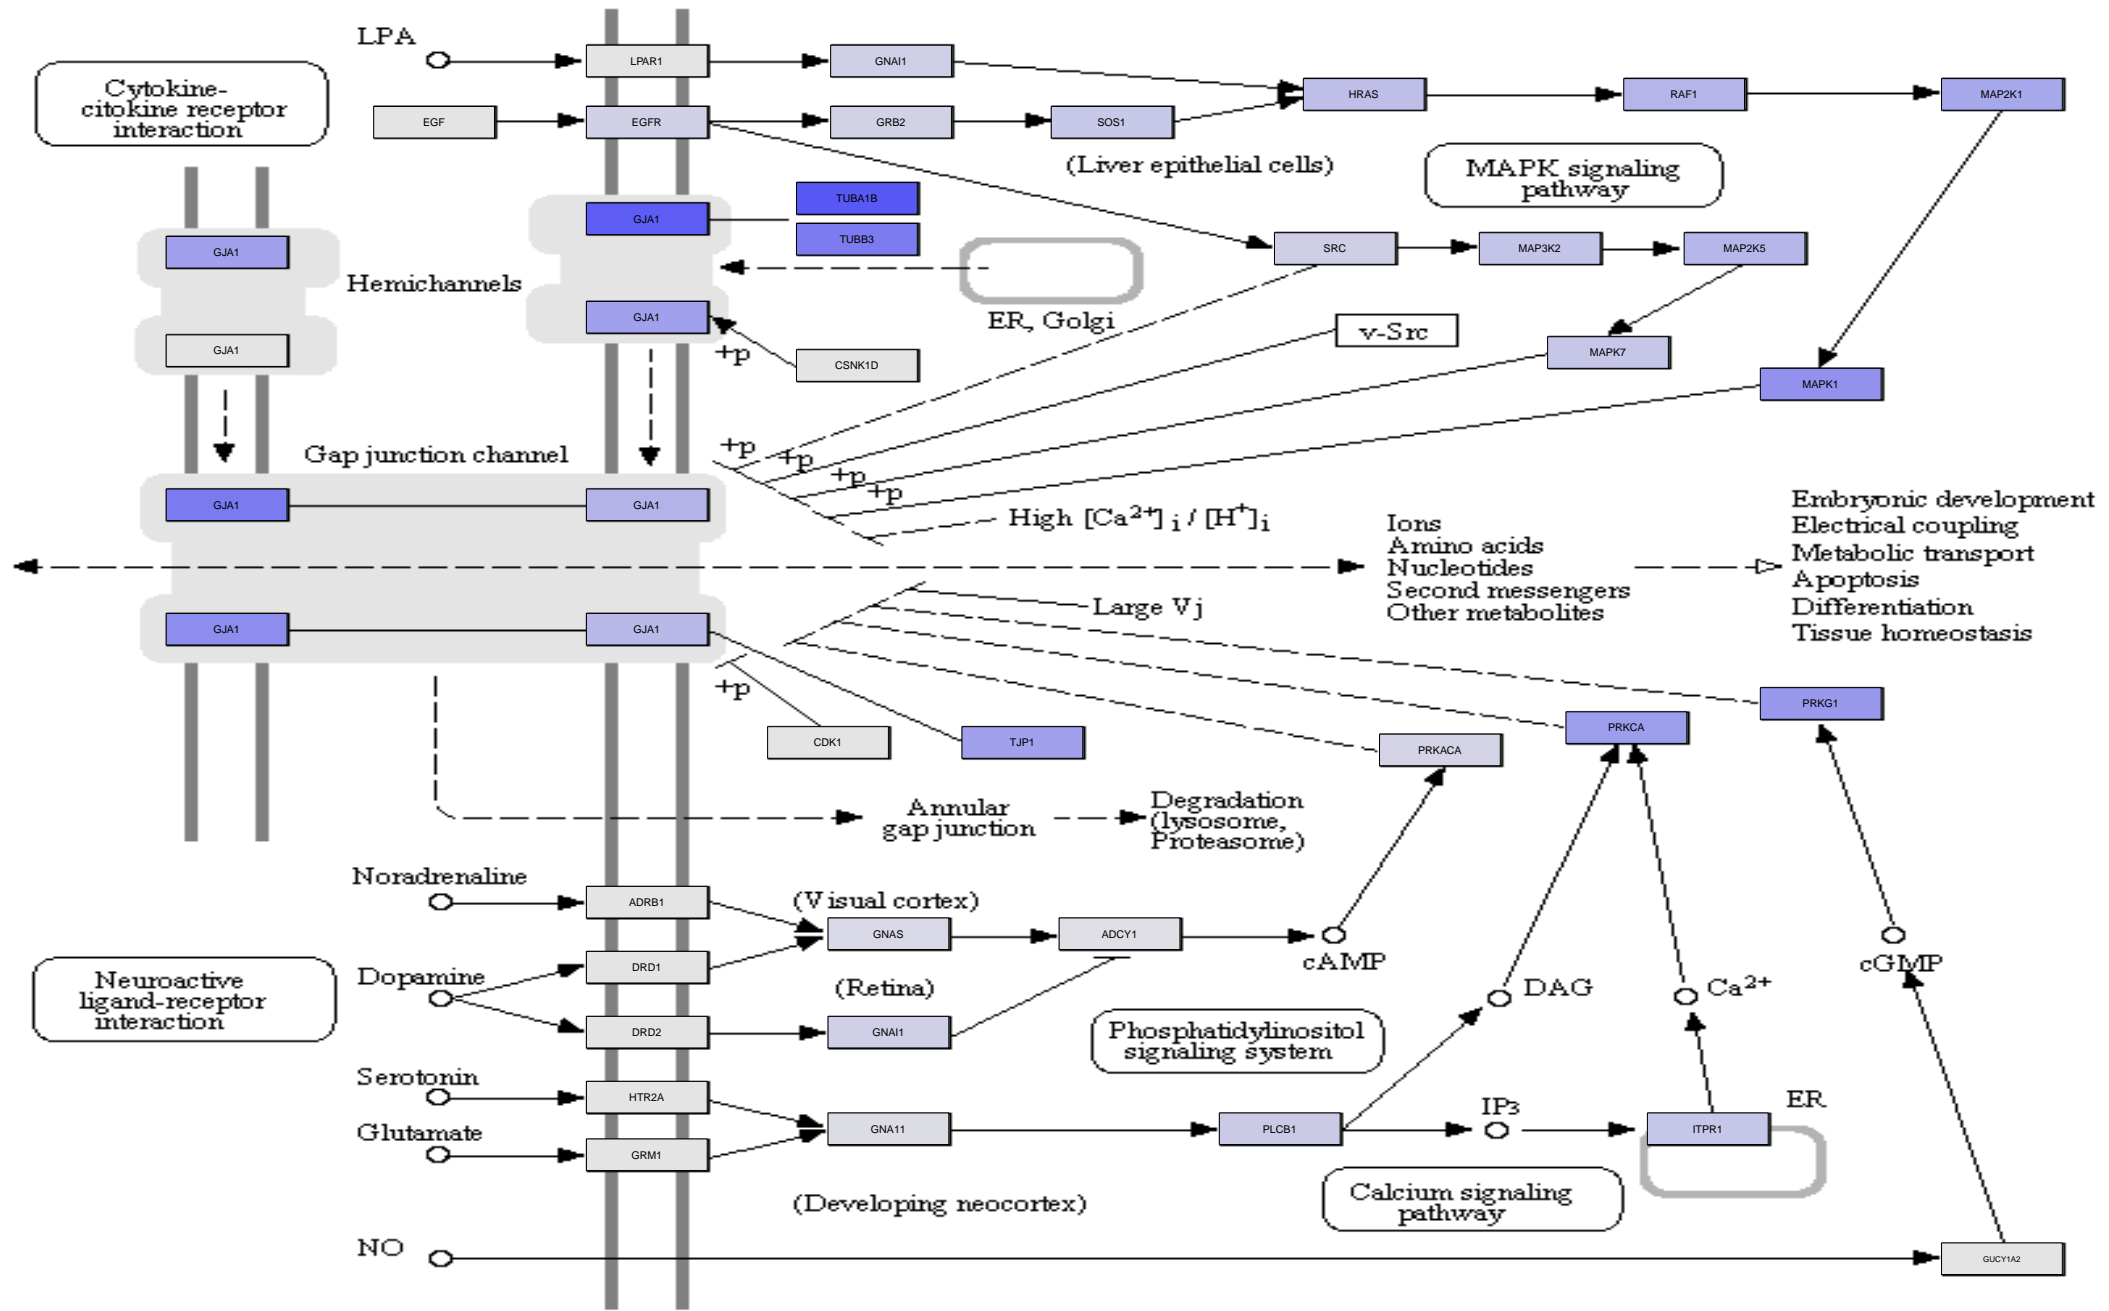 LPA
LPAR1
GNAI1
HRAS
RAF1
MAP2K1
Cytokine-
citokine receptor
interaction
EGF
EGFR
GRB2
SOS1
(Liver epithelial cells)
MAPK signaling
pathway
TUBA1B
GJA1
TUBB3
GJA1
SRC
MAP3K2
MAP2K5
Hemichannels
GJA1
ER, Golgi
v-Src
GJA1
+p
CSNK1D
MAPK7
MAPK1
Gap junction channel
+p
+p
+p
+p
GJA1
GJA1
High [Ca2+] i / [H+]i
Ions
Amino acids
Nucleotides
Second messengers
Other metabolites
Embryonic development
Electrical coupling
Metabolic transport
Apoptosis
Differentiation
Tissue homeostasis
Large Vj
GJA1
GJA1
+p
CDK1
TJP1
PRKACA
PRKCA
PRKG1
Annular
gap junction
Degradation
(lysosome,
Proteasome)
Noradrenaline
ADRB1
(Visual cortex)
GNAS
ADCY1
cAMP
cGMP
Neuroactive
ligand-receptor
interaction
Dopamine
DRD1
(Retina)
DAG
Ca2+
DRD2
GNAI1
Phosphatidylinositol
signaling system
Serotonin
HTR2A
GNA11
PLCB1
IP3
ITPR1
ER
Glutamate
GRM1
(Developing neocortex)
Calcium signaling
pathway
NO
GUCY1A2